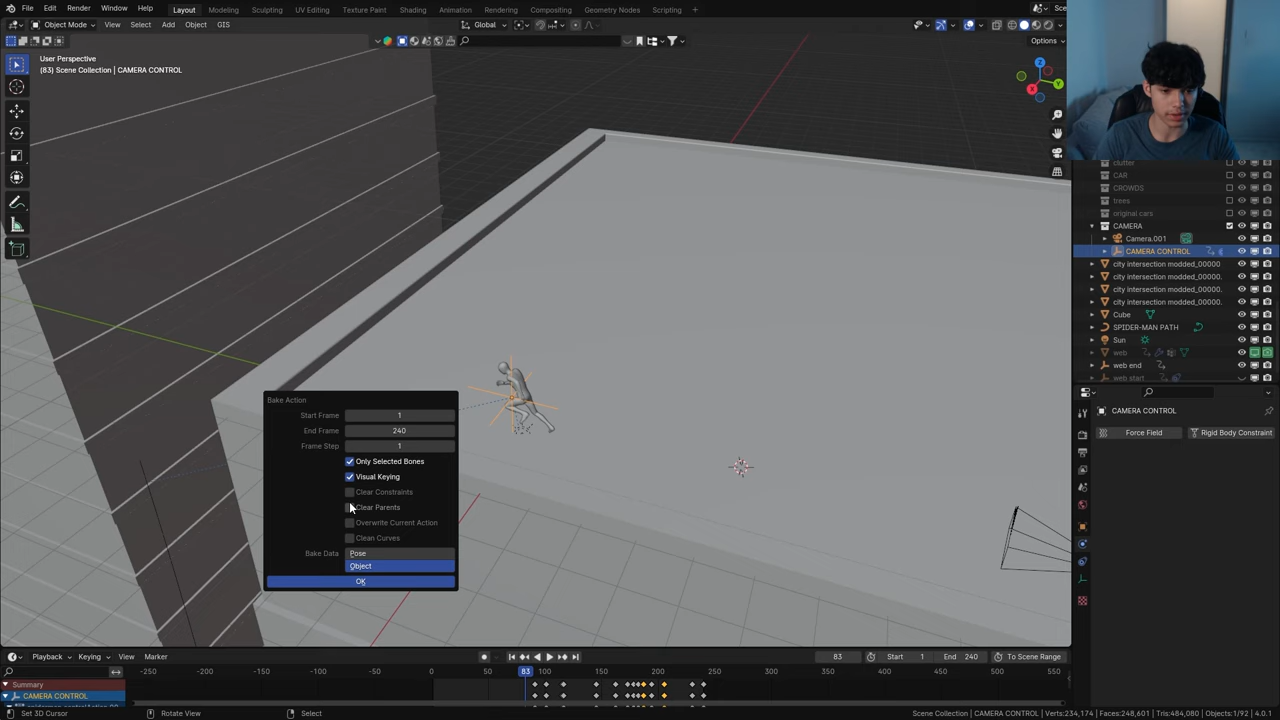 File Edit Render Window Help Layout Modeling Sculpting UV Editing Texture Paint Shading Animation Rendering Compositing Geometry Nodes Scripting Sce
Object Mode View Select Add Object GIS Global
Options
User Perspective
(83) Scene Collection | CAMERA CONTROL
Z
Y
X
clutter
CAR
CROWDS
trees
original cars
CAMERA
Camera.001
CAMERA CONTROL
city intersection modded_00000
city intersection modded_00000.
city intersection modded_00000.
city intersection modded_00000.
Cube
SPIDER-MAN PATH
Sun
web
web end
web start
CAMERA CONTROL
Force Field Rigid Body Constraint
Bake Action
Start Frame 1
End Frame 240
Frame Step 1
Only Selected Bones
Visual Keying
Clear Constraints
Clear Parents
Overwrite Current Action
Clean Curves
Bake Data Pose
Object
OK
Playback Keying View Marker 83 Start 1 End 240 To Scene Range
-250 -200 -150 -100 -50 0 50 83 100 150 200 250 300 350 400 450 500 550
Summary
CAMERA CONTROL
Set 3D Cursor Rotate View Select Scene Collection | CAMERA CONTROL | Verts:234,174 | Faces:248,601 | Tris:484,080 | Objects:1/92 | 4.0.1